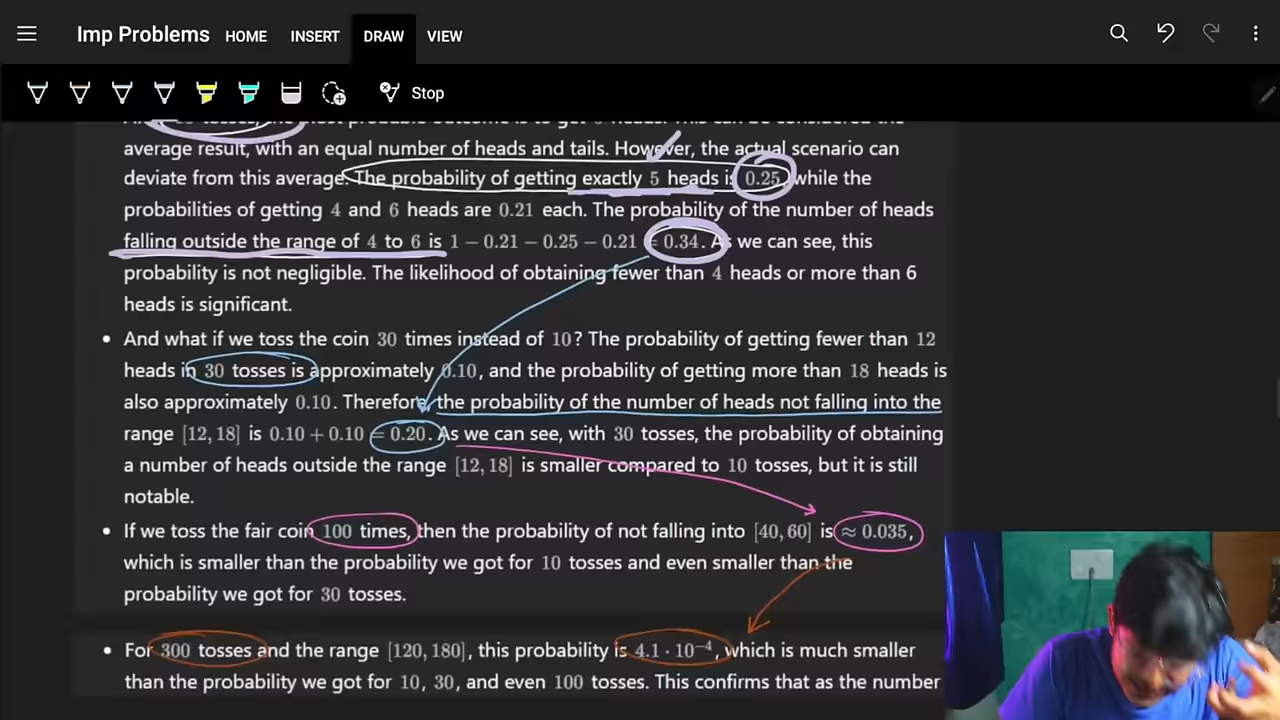 Imp Problems HOME INSERT DRAW VIEW
Stop
tosses, the most probable outcome is to get heads. This can be considered the
average result, with an equal number of heads and tails. However, the actual scenario can
deviate from this average. The probability of getting exactly 5 heads is 0.25, while the
probabilities of getting 4 and 6 heads are 0.21 each. The probability of the number of heads
falling outside the range of 4 to 6 is 1 − 0.21 − 0.25 − 0.21 = 0.34. As we can see, this
probability is not negligible. The likelihood of obtaining fewer than 4 heads or more than 6
heads is significant.
• And what if we toss the coin 30 times instead of 10? The probability of getting fewer than 12
heads in 30 tosses is approximately 0.10, and the probability of getting more than 18 heads is
also approximately 0.10. Therefore, the probability of the number of heads not falling into the
range [12, 18] is 0.10 + 0.10 = 0.20. As we can see, with 30 tosses, the probability of obtaining
a number of heads outside the range [12, 18] is smaller compared to 10 tosses, but it is still
notable.
• If we toss the fair coin 100 times, then the probability of not falling into [40, 60] is ≈ 0.035,
which is smaller than the probability we got for 10 tosses and even smaller than the
probability we got for 30 tosses.
• For 300 tosses and the range [120, 180], this probability is 4.1 · 10⁻⁴, which is much smaller
than the probability we got for 10, 30, and even 100 tosses. This confirms that as the number